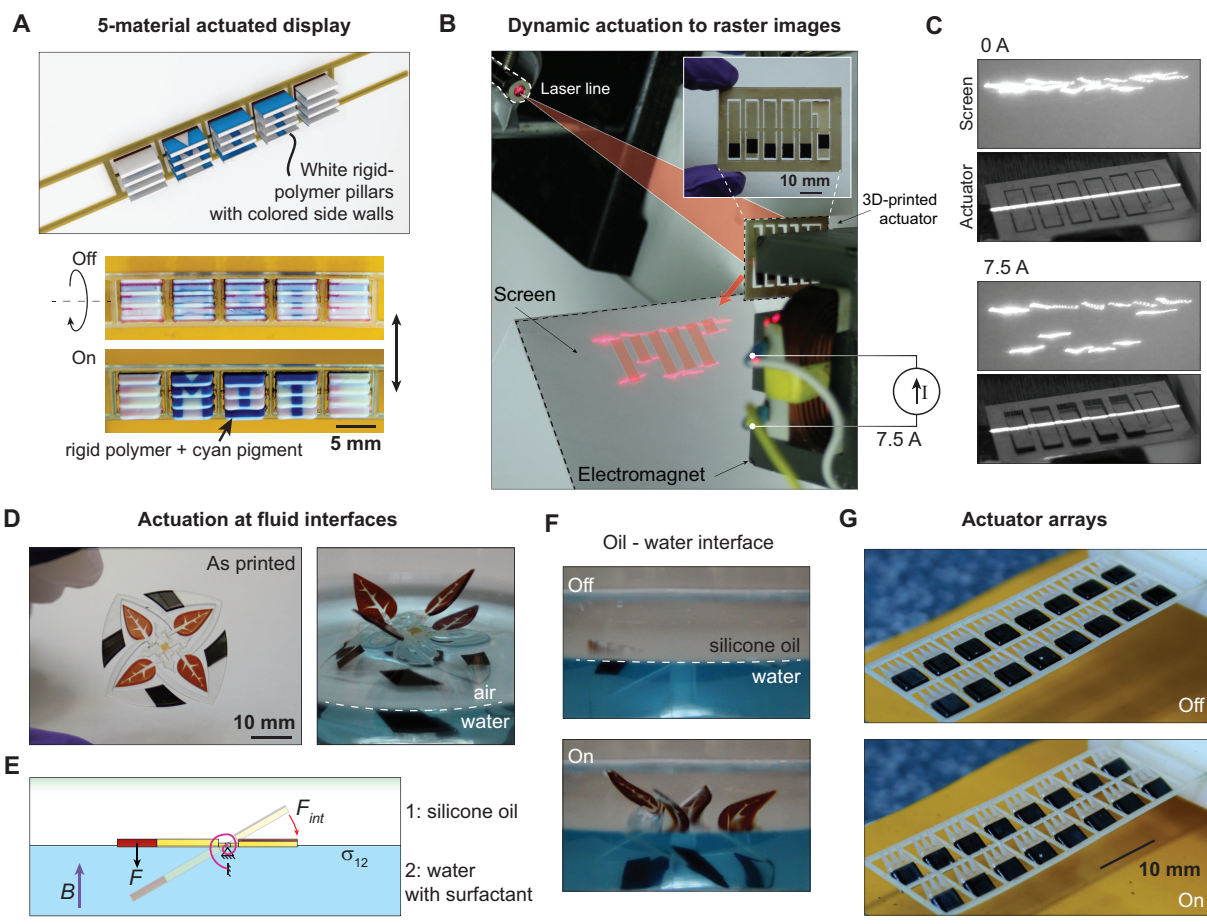 A
5-material actuated display
White rigid-
polymer pillars
with colored side walls
Off
On
rigid polymer + cyan pigment
5 mm
B
Dynamic actuation to raster images
Laser line
10 mm
3D-printed
actuator
Screen
I
7.5 A
Electromagnet
C
0 A
Screen
Actuator
7.5 A
D
Actuation at fluid interfaces
As printed
10 mm
air
water
E
F
int
F
B
σ12
1: silicone oil
2: water
with surfactant
F
Oil - water interface
Off
silicone oil
water
On
G
Actuator arrays
Off
10 mm
On